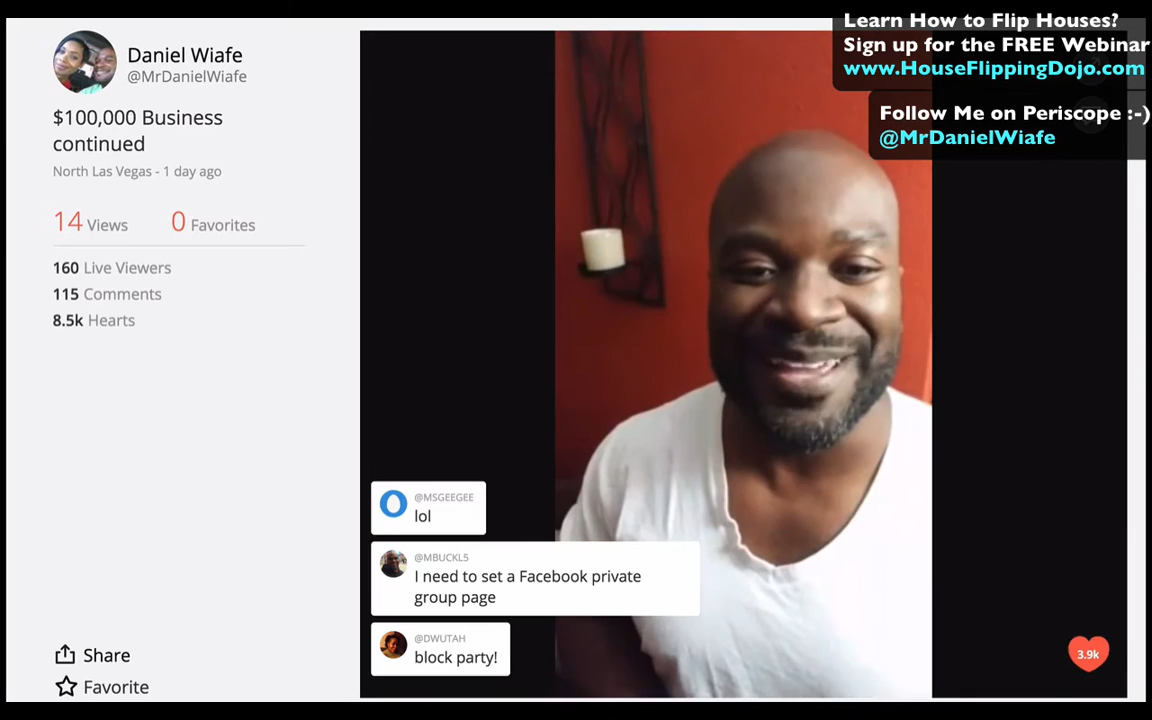 Daniel Wiafe
@MrDanielWiafe
$100,000 Business
continued
North Las Vegas - 1 day ago
14 Views
0 Favorites
160 Live Viewers
115 Comments
8.5k Hearts
Share
Favorite
Learn How to Flip Houses?
Sign up for the FREE Webinar
www.HouseFlippingDojo.com
Follow Me on Periscope :-)
@MrDanielWiafe
@MSGEEGEE
lol
@MBUCKL5
I need to set a Facebook private
group page
@DWUTAH
block party!
3.9k